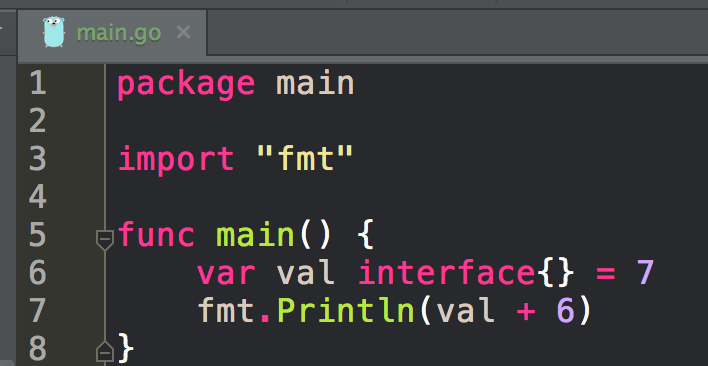 main.go ×
1 package main
2
3 import "fmt"
4
5 func main() {
6     var val interface{} = 7
7     fmt.Println(val + 6)
8 }